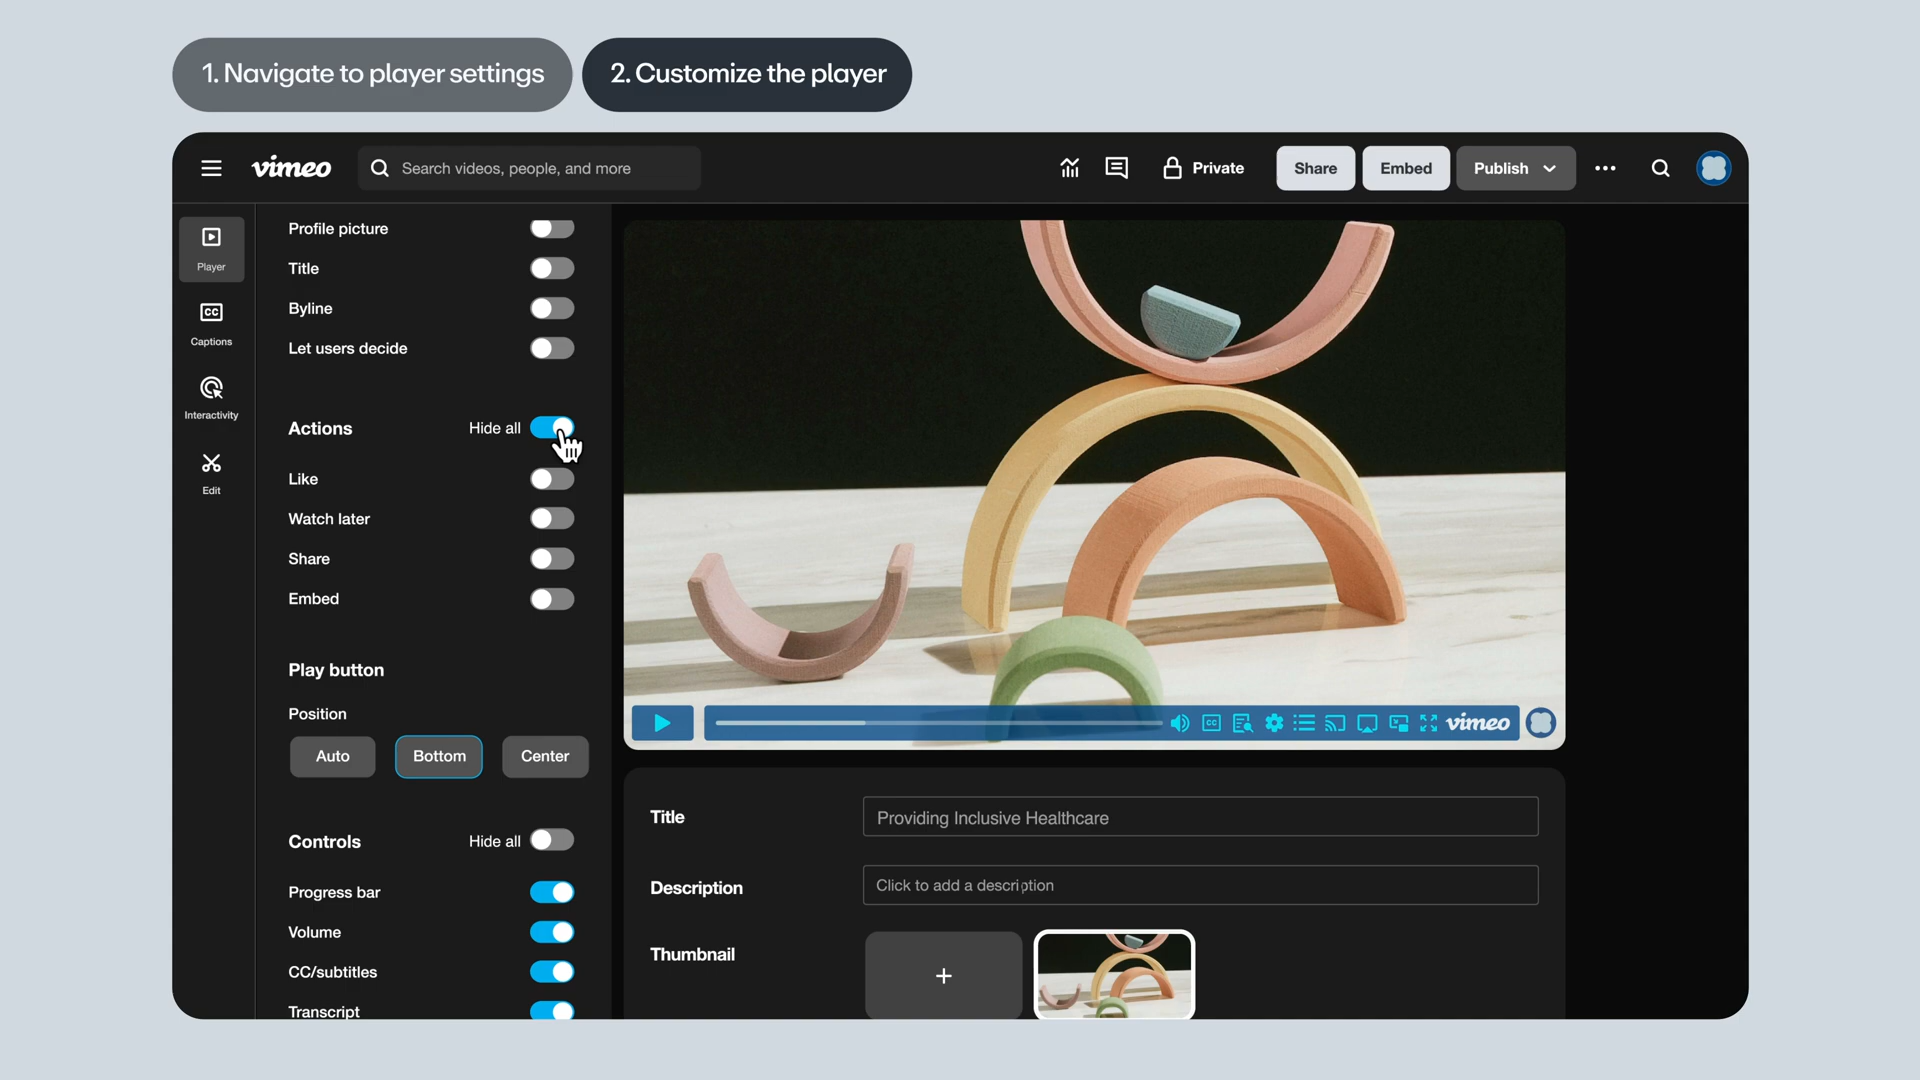 1. Navigate to player settings
2. Customize the player
vimeo
Search videos, people, and more
Private
Share
Embed
Publish
Player
CC
Captions
Interactivity
Edit
Profile picture
Title
Byline
Let users decide
Actions
Hide all
Like
Watch later
Share
Embed
Play button
Position
Auto
Bottom
Center
Controls
Hide all
Progress bar
Volume
CC/subtitles
Transcript
CC
vimeo
Title
Providing Inclusive Healthcare
Description
Click to add a description
Thumbnail